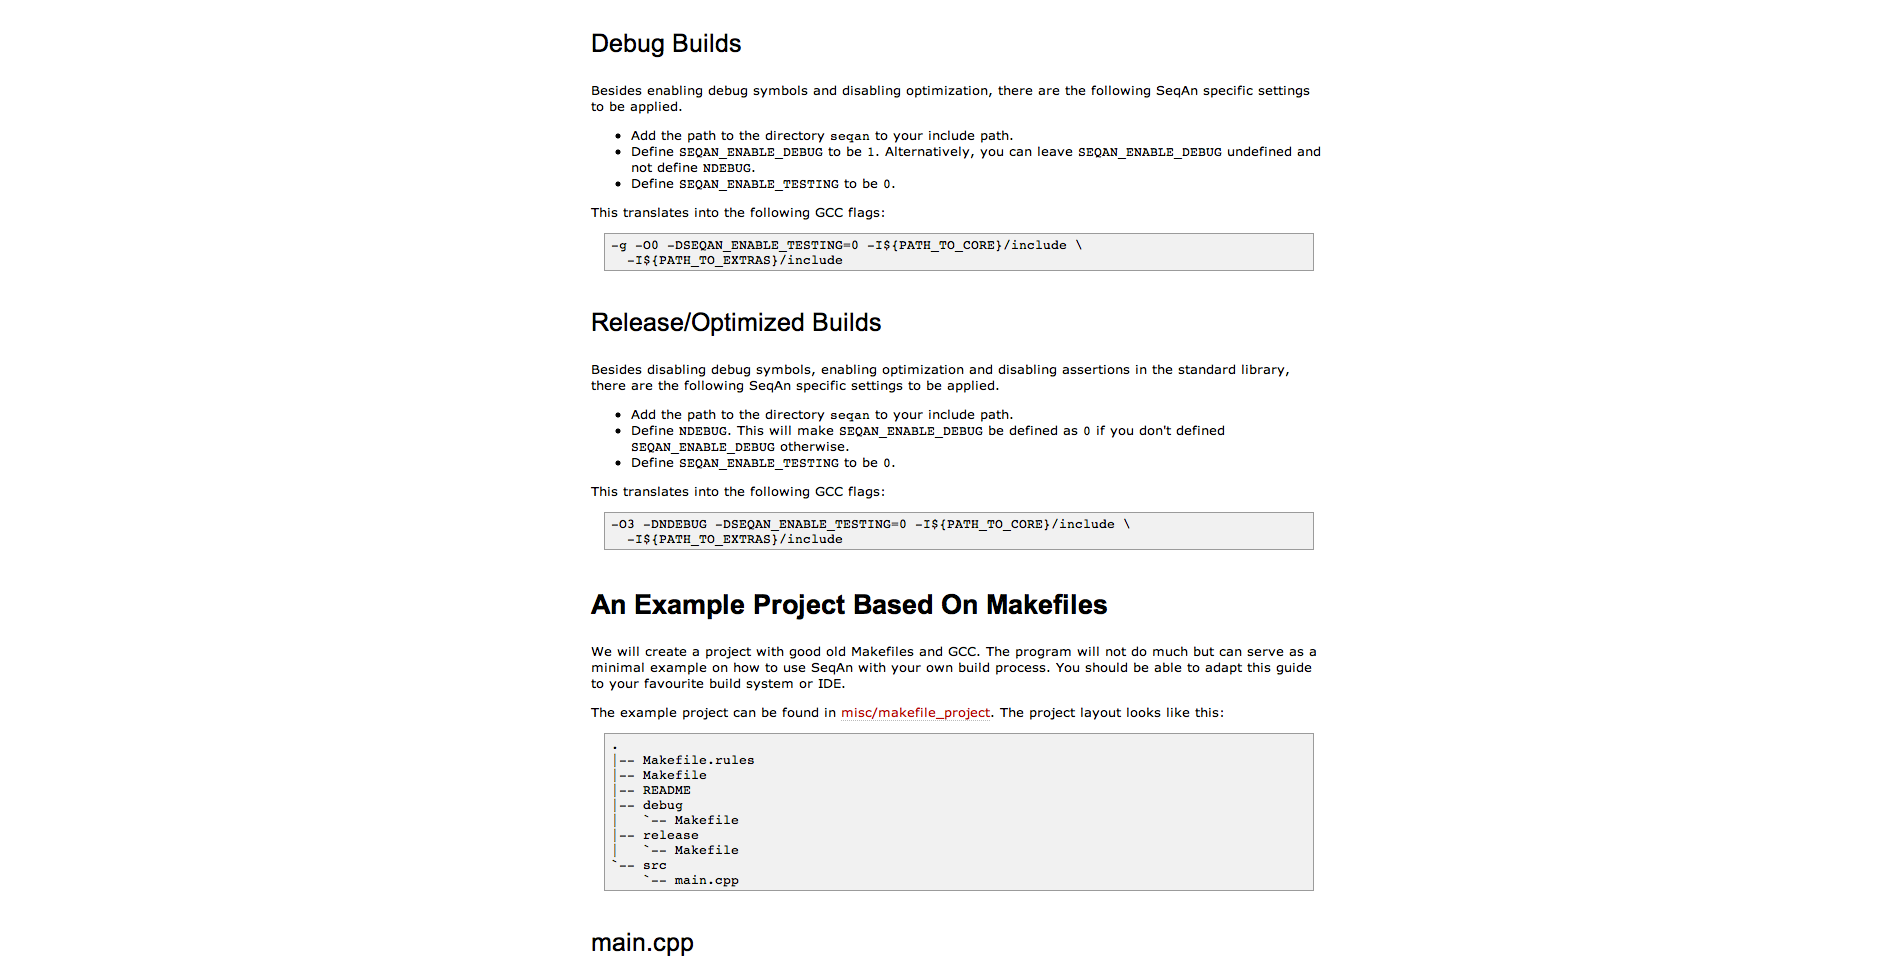 Debug Builds
Besides enabling debug symbols and disabling optimization, there are the following SeqAn specific settings
to be applied.
• Add the path to the directory seqan to your include path.
• Define SEQAN_ENABLE_DEBUG to be 1. Alternatively, you can leave SEQAN_ENABLE_DEBUG undefined and
not define NDEBUG.
• Define SEQAN_ENABLE_TESTING to be 0.
This translates into the following GCC flags:
-g -O0 -DSEQAN_ENABLE_TESTING=0 -I${PATH_TO_CORE}/include \
  -I${PATH_TO_EXTRAS}/include
Release/Optimized Builds
Besides disabling debug symbols, enabling optimization and disabling assertions in the standard library,
there are the following SeqAn specific settings to be applied.
• Add the path to the directory seqan to your include path.
• Define NDEBUG. This will make SEQAN_ENABLE_DEBUG be defined as 0 if you don't defined
SEQAN_ENABLE_DEBUG otherwise.
• Define SEQAN_ENABLE_TESTING to be 0.
This translates into the following GCC flags:
-O3 -DNDEBUG -DSEQAN_ENABLE_TESTING=0 -I${PATH_TO_CORE}/include \
  -I${PATH_TO_EXTRAS}/include
An Example Project Based On Makefiles
We will create a project with good old Makefiles and GCC. The program will not do much but can serve as a
minimal example on how to use SeqAn with your own build process. You should be able to adapt this guide
to your favourite build system or IDE.
The example project can be found in misc/makefile_project. The project layout looks like this:
.
|-- Makefile.rules
|-- Makefile
|-- README
|-- debug
|   `-- Makefile
|-- release
|   `-- Makefile
`-- src
    `-- main.cpp
main.cpp